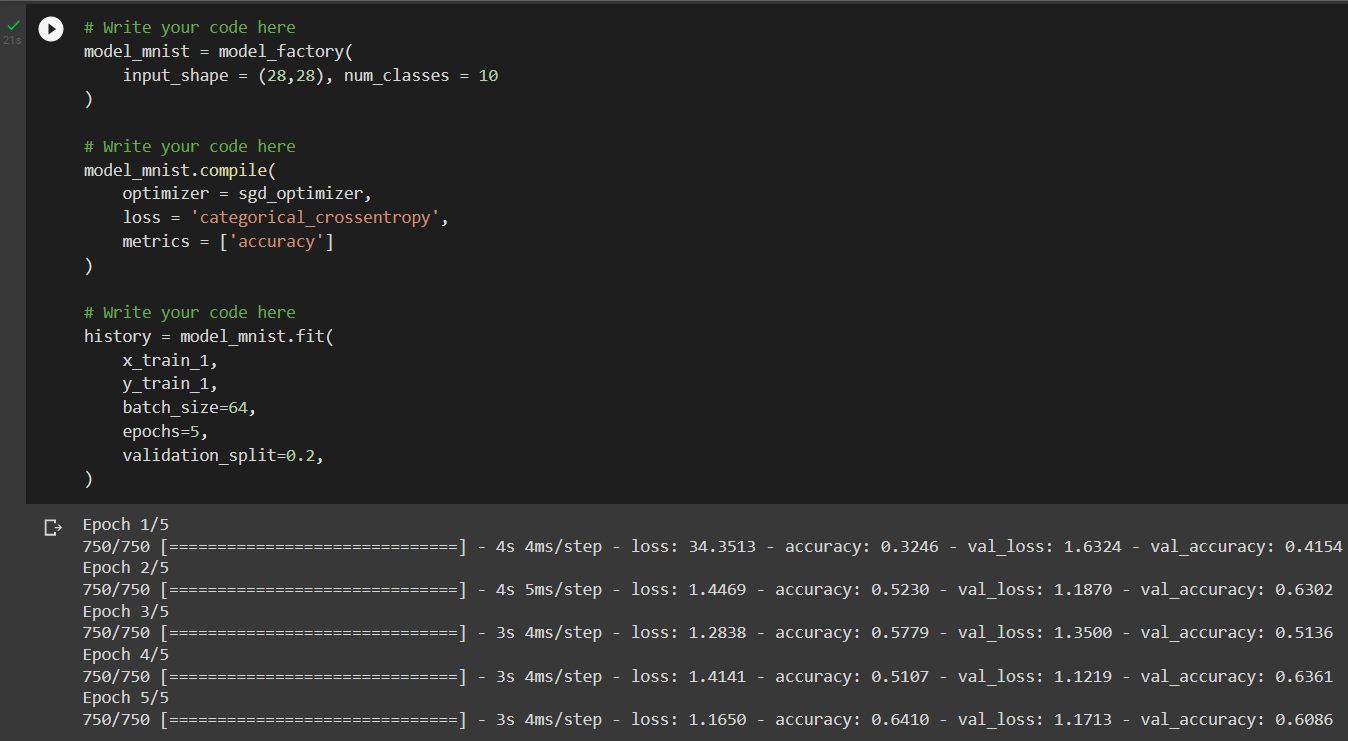 21s
# Write your code here
model_mnist = model_factory(
    input_shape = (28,28), num_classes = 10
)
# Write your code here
model_mnist.compile(
    optimizer = sgd_optimizer,
    loss = 'categorical_crossentropy',
    metrics = ['accuracy']
)
# Write your code here
history = model_mnist.fit(
    x_train_1,
    y_train_1,
    batch_size=64,
    epochs=5,
    validation_split=0.2,
)
Epoch 1/5
750/750 [==============================] - 4s 4ms/step - loss: 34.3513 - accuracy: 0.3246 - val_loss: 1.6324 - val_accuracy: 0.4154
Epoch 2/5
750/750 [==============================] - 4s 5ms/step - loss: 1.4469 - accuracy: 0.5230 - val_loss: 1.1870 - val_accuracy: 0.6302
Epoch 3/5
750/750 [==============================] - 3s 4ms/step - loss: 1.2838 - accuracy: 0.5779 - val_loss: 1.3500 - val_accuracy: 0.5136
Epoch 4/5
750/750 [==============================] - 3s 4ms/step - loss: 1.4141 - accuracy: 0.5107 - val_loss: 1.1219 - val_accuracy: 0.6361
Epoch 5/5
750/750 [==============================] - 3s 4ms/step - loss: 1.1650 - accuracy: 0.6410 - val_loss: 1.1713 - val_accuracy: 0.6086